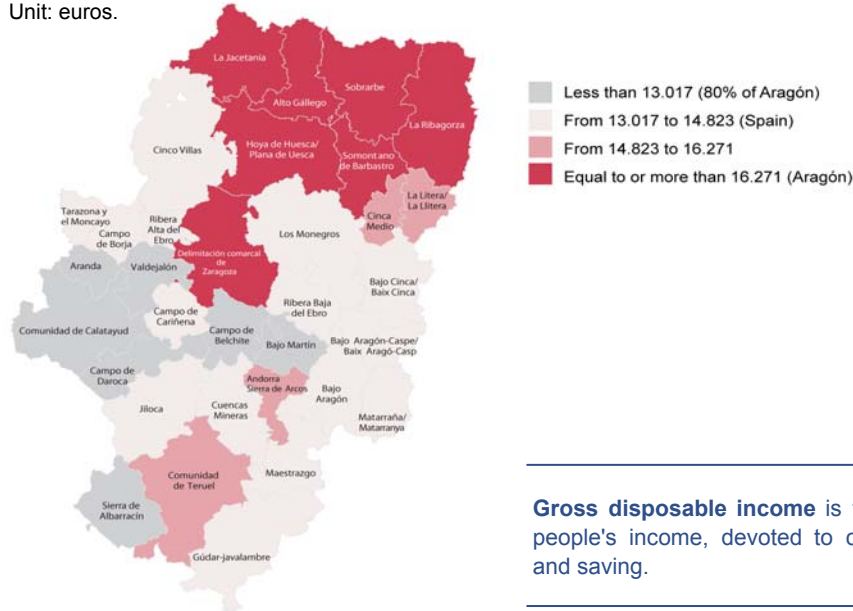 Unit: euros.
La Jacetania
Alto Gállego
Sobrarbe
La Ribagorza
Cinco Villas
Hoya de Huesca/
Plana de Uesca
Somontano
de Barbastro
La Litera/
La Llitera
Cinca
Medio
Tarazona y
el Moncayo
Campo
de Borja
Ribera
Alta del
Ebro
Los Monegros
Delimitación comarcal
de
Zaragoza
Aranda
Valdejalón
Bajo Cinca/
Baix Cinca
Ribera Baja
del Ebro
Campo de
Cariñena
Comunidad de Calatayud
Campo de
Belchite
Bajo Martín
Bajo Aragón-Caspe/
Baix Aragó-Casp
Campo de
Daroca
Andorra
Sierra de Arcos
Bajo
Aragón
Jiloca
Cuencas
Mineras
Matarraña/
Matarranya
Comunidad
de Teruel
Maestrazgo
Sierra de
Albarracín
Gúdar-javalambre
Less than 13.017 (80% of Aragón)
From 13.017 to 14.823 (Spain)
From 14.823 to 16.271
Equal to or more than 16.271 (Aragón)
Gross disposable income is
people's income, devoted to
and saving.